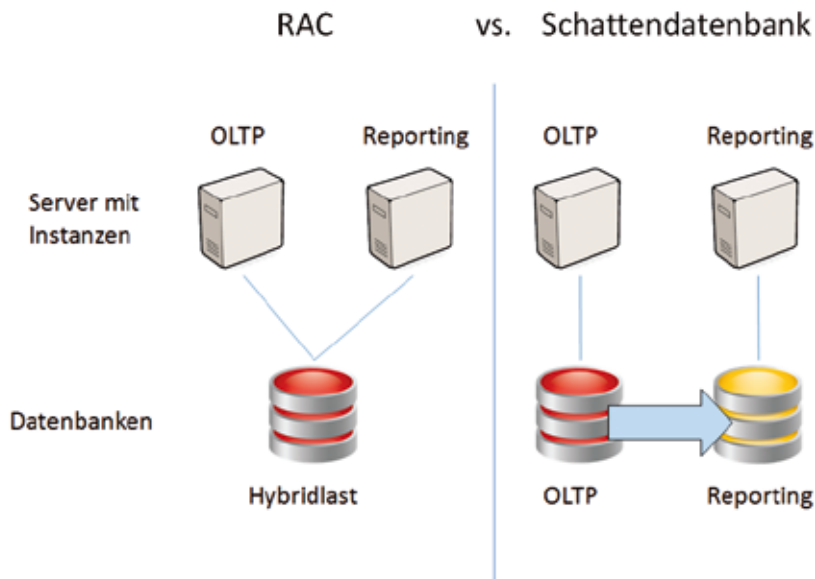 RAC vs. Schattendatenbank
OLTP Reporting OLTP Reporting
Server mit
Instanzen
Datenbanken
Hybridlast OLTP Reporting